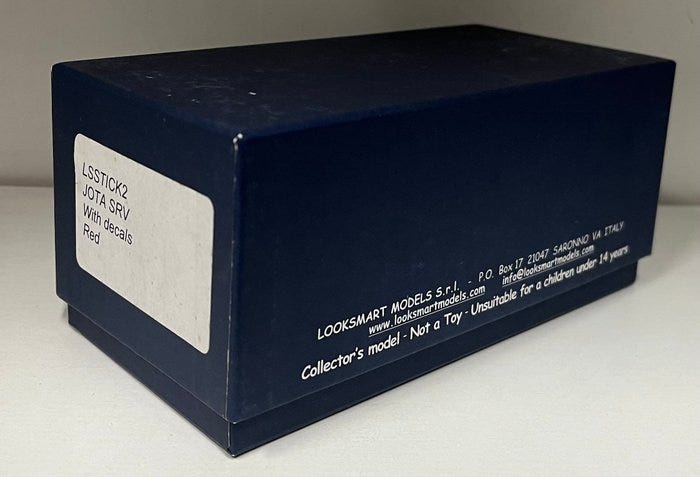 LSSTICK2
JOTA SRV
With decals
Red
LOOKSMART MODELS S.r.l. - P.O. Box 17 21047 SARONNO VA ITALY
www.looksmartmodels.com info@looksmartmodels.com
Collector's model - Not a Toy - Unsuitable for a children under 14 years